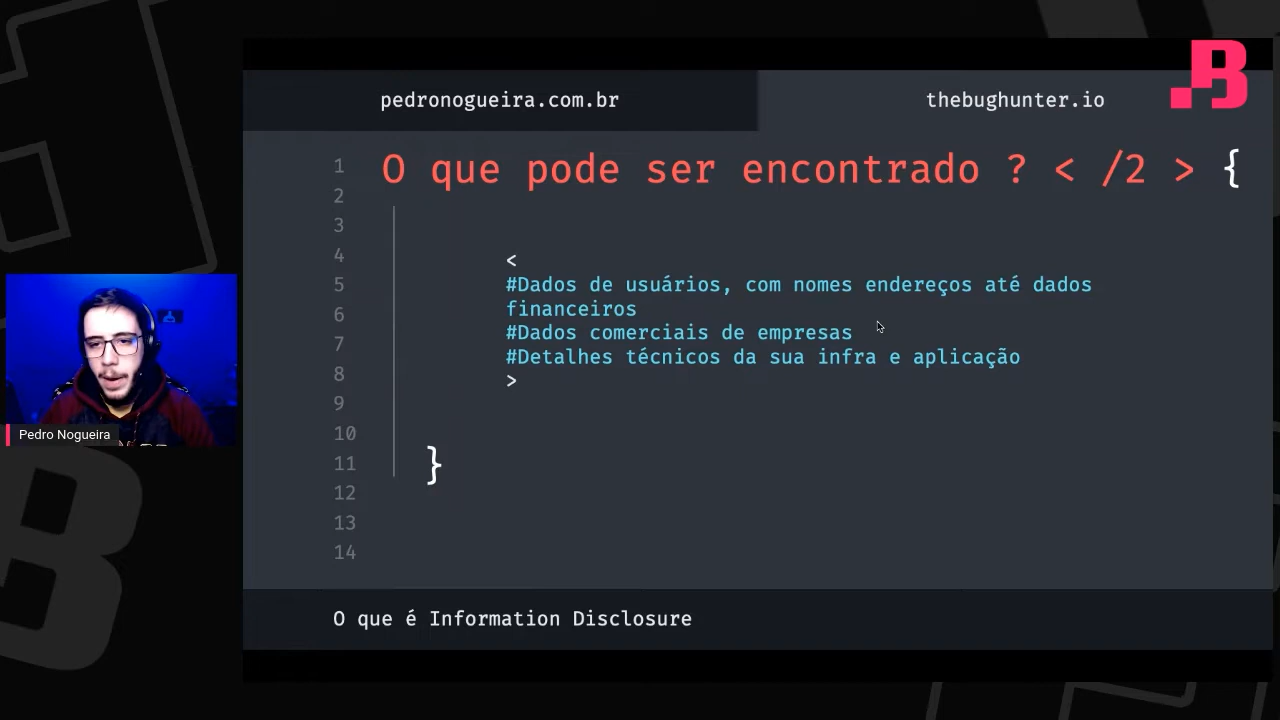 pedronogueira.com.br
thebughunter.io
B
1
O que pode ser encontrado ? < /2 > {
2
3
4
<
5
#Dados de usuários, com nomes endereços até dados
6
financeiros
7
#Dados comerciais de empresas
#Detalhes técnicos da sua infra e aplicação
8
>
9
10
11
}
12
13
14
Pedro Nogueira
O que é Information Disclosure